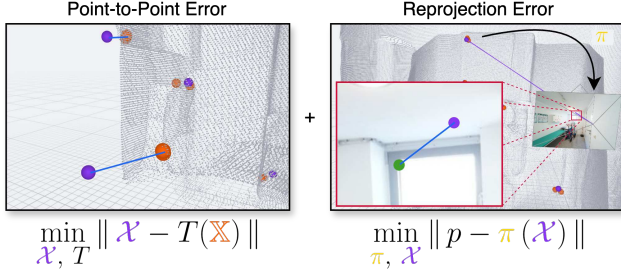 Point-to-Point Error
Reprojection Error
π
+
min ‖ 𝒳 − T(𝕏) ‖
𝒳, T
min ‖ p − π (𝒳) ‖
π, 𝒳